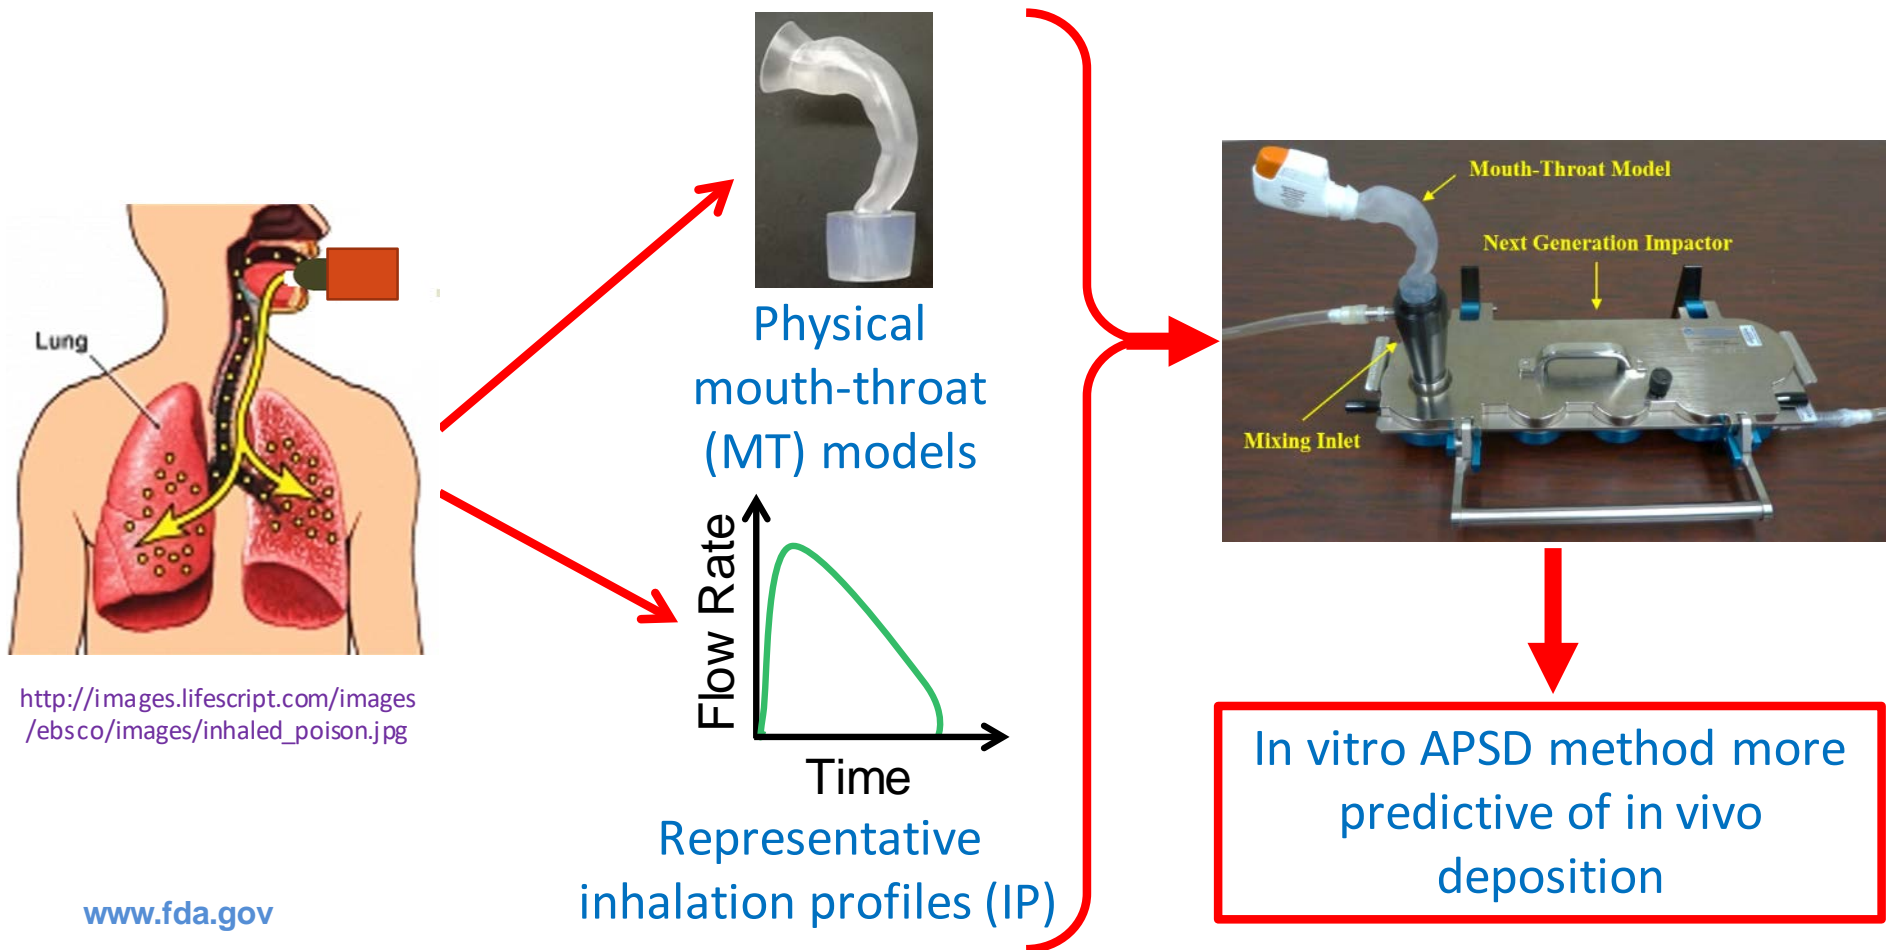 Lung
http://images.lifescript.com/images
/ebsco/images/inhaled_poison.jpg
www.fda.gov
Physical
mouth-throat
(MT) models
Flow Rate
Time
Representative
inhalation profiles (IP)
Mouth-Throat Model
Next Generation Impactor
Mixing Inlet
In vitro APSD method more
predictive of in vivo
deposition